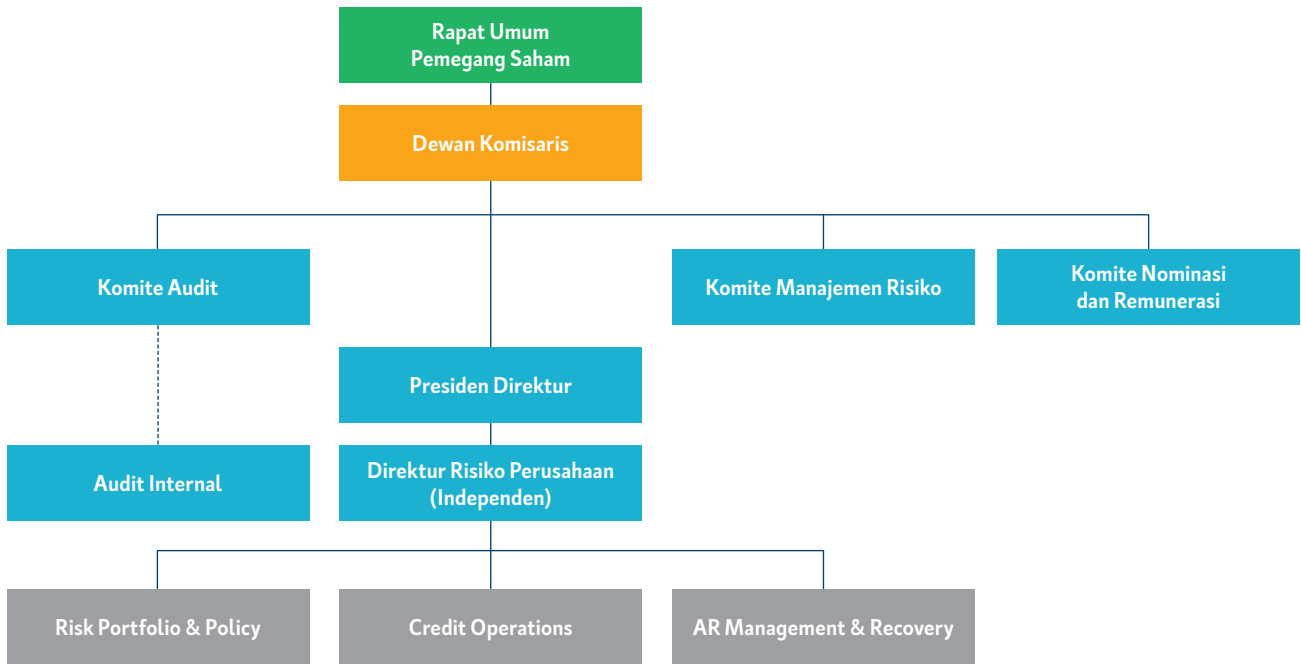 Rapat Umum
Pemegang Saham
Dewan Komisaris
Komite Audit
Komite Manajemen Risiko
Komite Nominasi
dan Remunerasi
Presiden Direktur
Audit Internal
Direktur Risiko Perusahaan
(Independen)
Risk Portfolio & Policy
Credit Operations
AR Management & Recovery